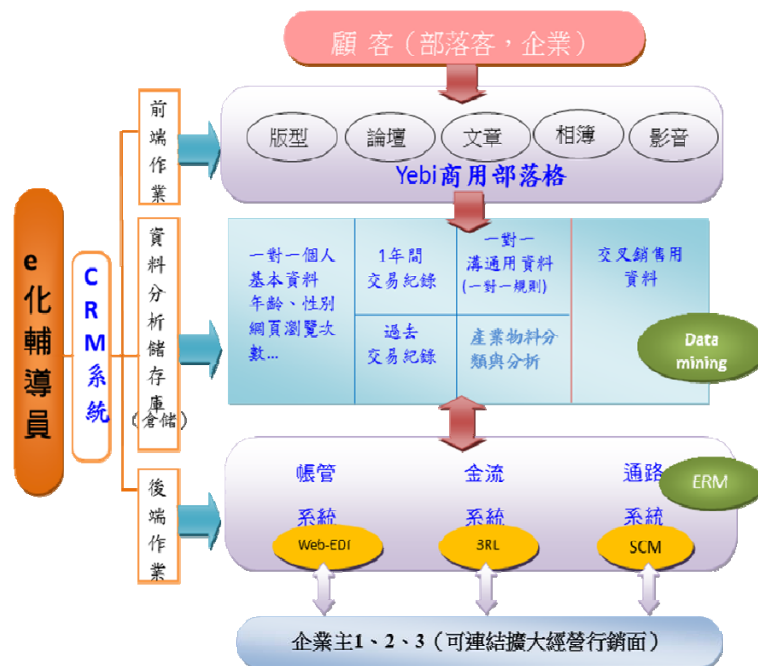 顧 客（部落客，企業）
前端作業
版型
論壇
文章
相簿
影音
Yebi商用部落格
e化輔導員
CRM系統
資料分析儲存庫
（倉儲）
一對一個人
基本資料
年齡、性別
網頁瀏覽次
數...
1年間
交易紀錄
過去
交易紀錄
一對一
溝通用資料
(一對一規則)
產業物料分
類與分析
交叉銷售用
資料
Data
mining
後端作業
帳管
系統
Web-EDI
金流
系統
3RL
通路
系統
SCM
ERM
企業主1、2、3（可連結擴大經營行銷面）